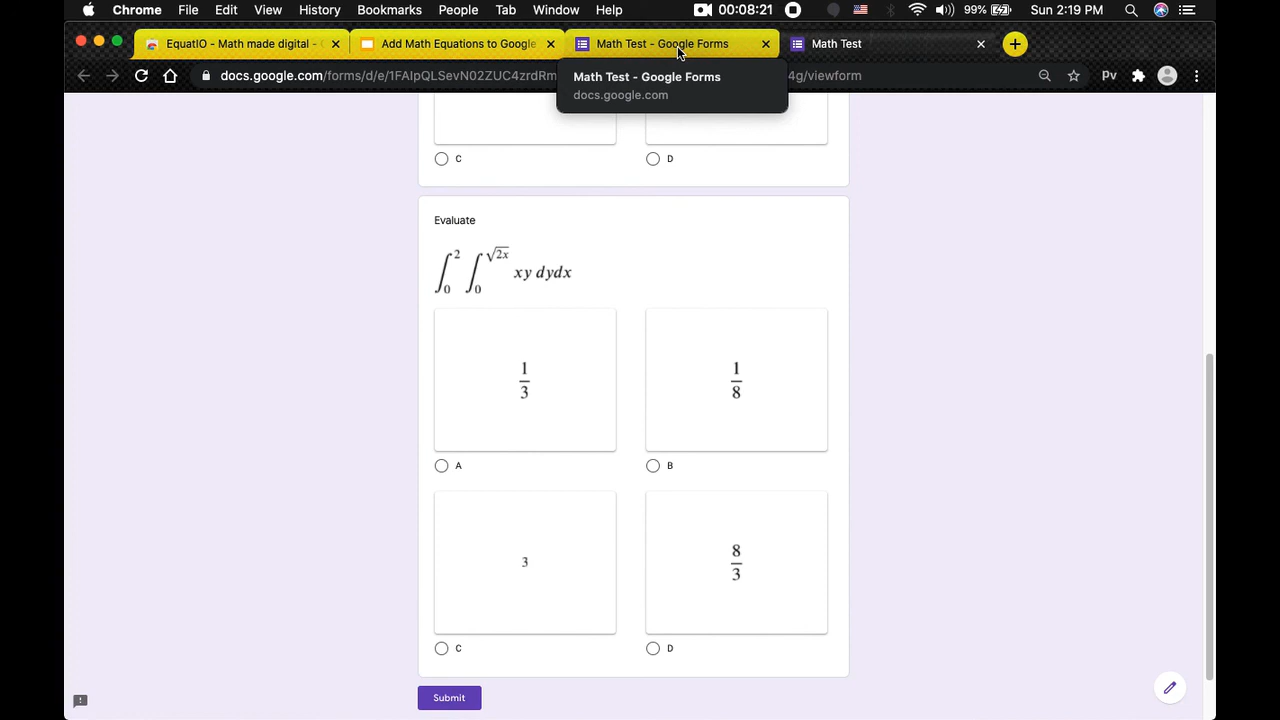 Chrome File Edit View History Bookmarks People Tab Window Help 00:08:21 99% Sun 2:19 PM
EquatIO - Math made digital - Add Math Equations to Google Math Test - Google Forms Math Test
docs.google.com/forms/d/e/1FAIpQLSevN02ZUC4zrdRm 4g/viewform Pv
Math Test - Google Forms
docs.google.com
C D
Evaluate
∫₀² ∫₀^√2x xy dydx
1/3 1/8
A B
3 8/3
C D
Submit